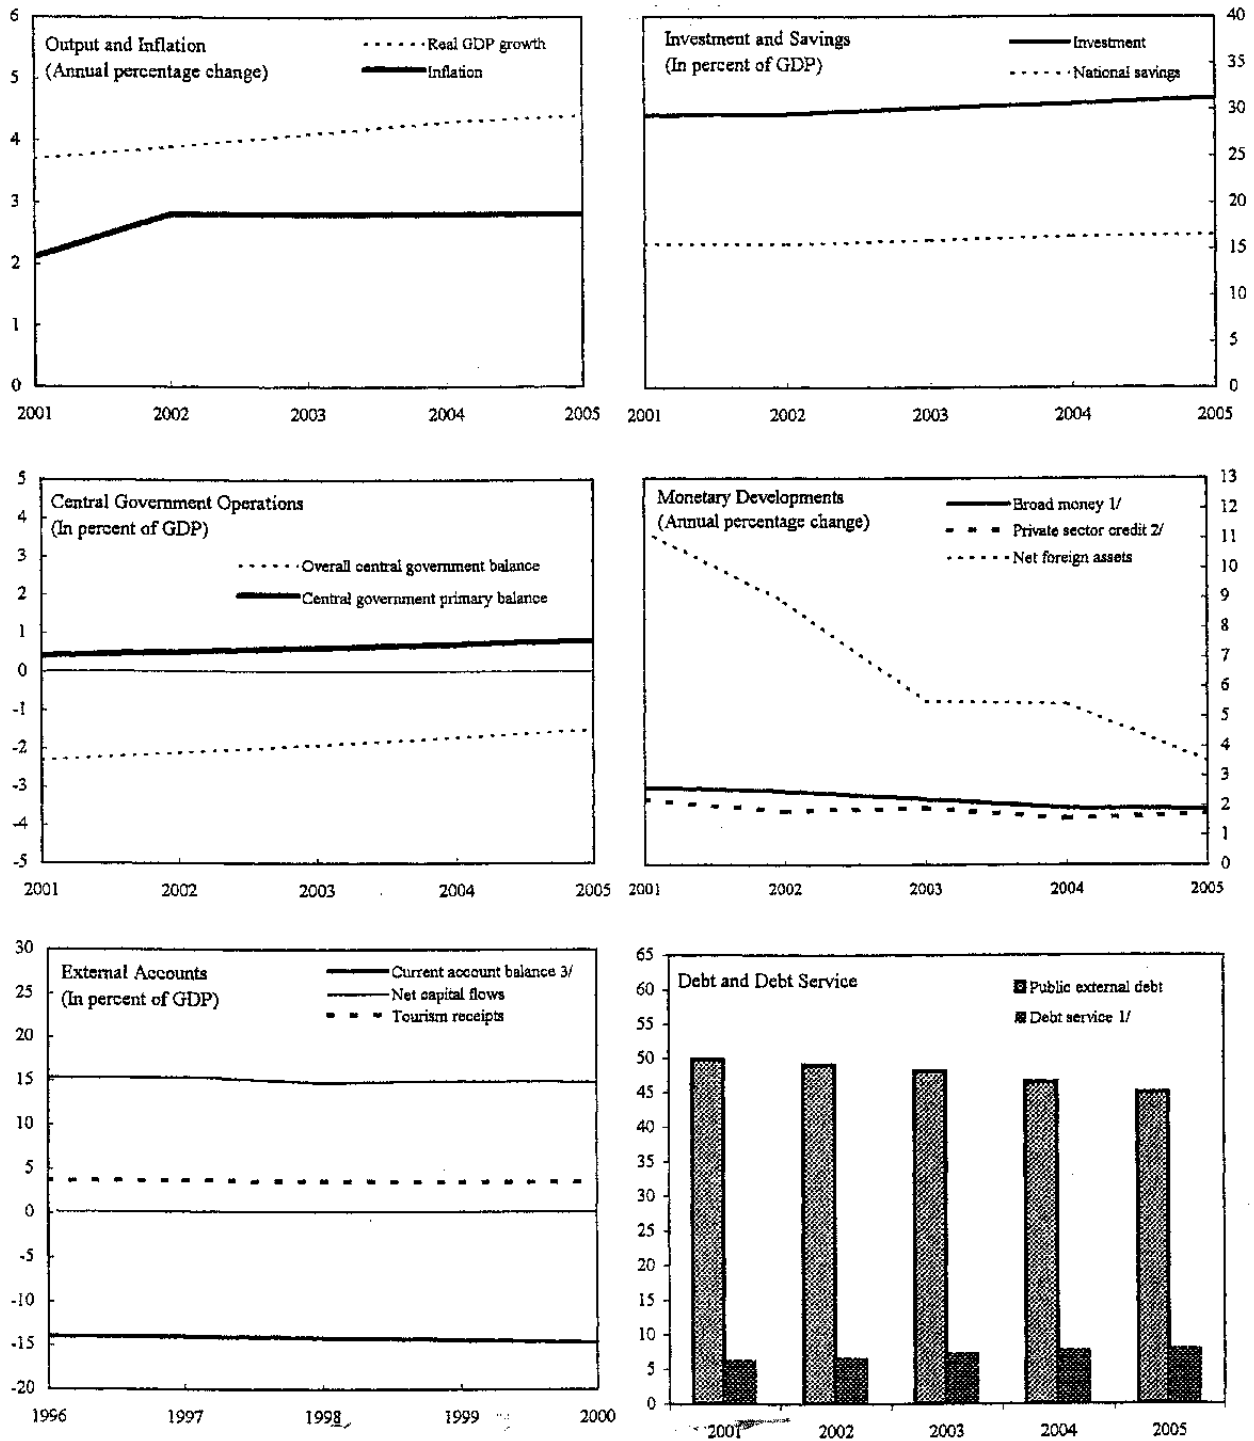 Output and Inflation
(Annual percentage change)
Real GDP growth
Inflation
6
5
4
3
2
1
0
2001 2002 2003 2004 2005
Investment and Savings
(In percent of GDP)
Investment
National savings
40
35
30
25
20
15
10
5
0
2001 2002 2003 2004 2005
Central Government Operations
(In percent of GDP)
Overall central government balance
Central government primary balance
5
4
3
2
1
0
-1
-2
-3
-4
-5
2001 2002 2003 2004 2005
Monetary Developments
(Annual percentage change)
Broad money 1/
Private sector credit 2/
Net foreign assets
13
12
11
10
9
8
7
6
5
4
3
2
1
0
2001 2002 2003 2004 2005
External Accounts
(In percent of GDP)
Current account balance 3/
Net capital flows
Tourism receipts
30
25
20
15
10
5
0
-5
-10
-15
-20
1996 1997 1998 1999 2000
Debt and Debt Service
Public external debt
Debt service 1/
65
60
55
50
45
40
35
30
25
20
15
10
5
0
2001 2002 2003 2004 2005